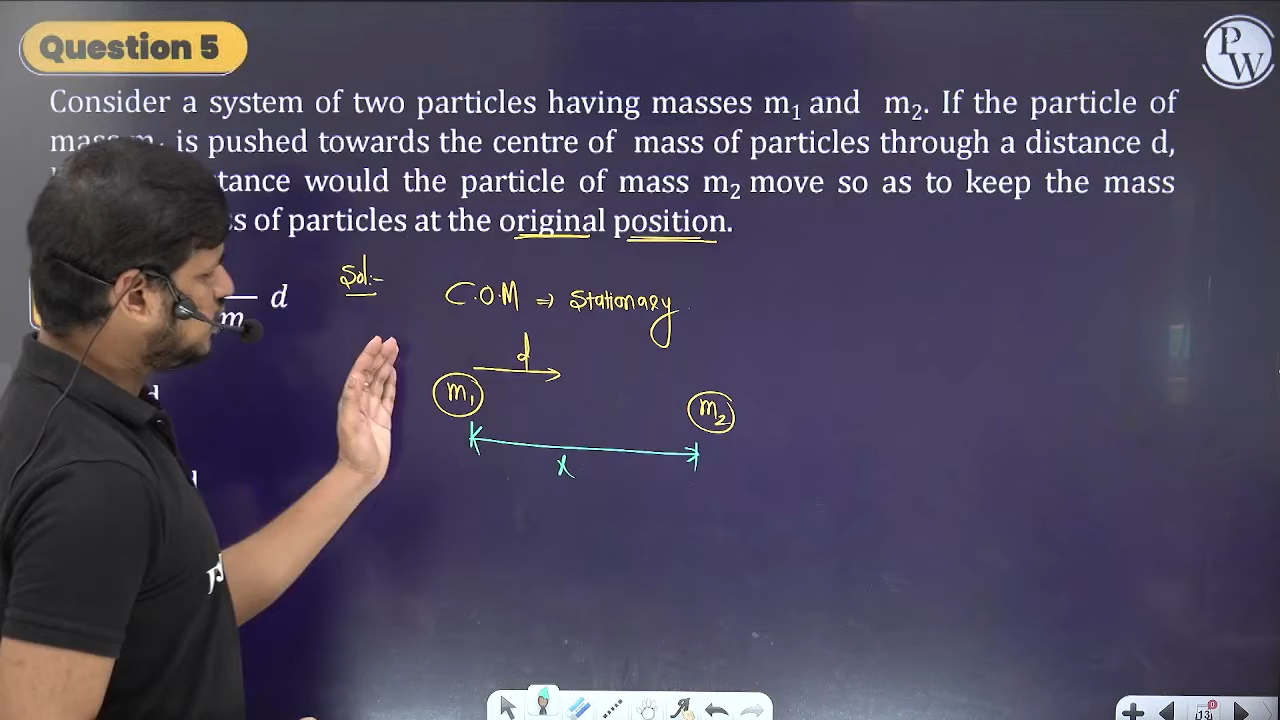 Question 5
P
W
Consider a system of two particles having masses m₁ and m₂. If the particle of
mass is pushed towards the centre of mass of particles through a distance d,
would the particle of mass m₂ move so as to keep the mass
of particles at the original position.
Sol:-
C.O.M ⇒ Stationary
d
m
d
m₁
m₂
d
x
d